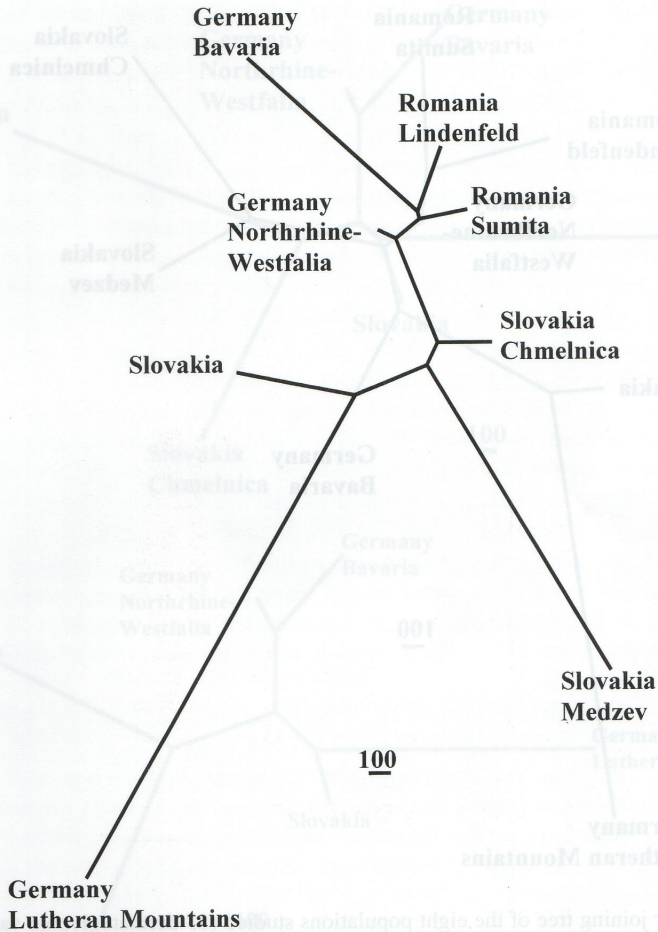 Germany
Bavaria
Romania
Lindenfeld
Romania
Sumita
Germany
Northrhine-
Westfalia
Slovakia
Chmelnica
Slovakia
Slovakia
Medzev
100
Germany
Lutheran Mountains